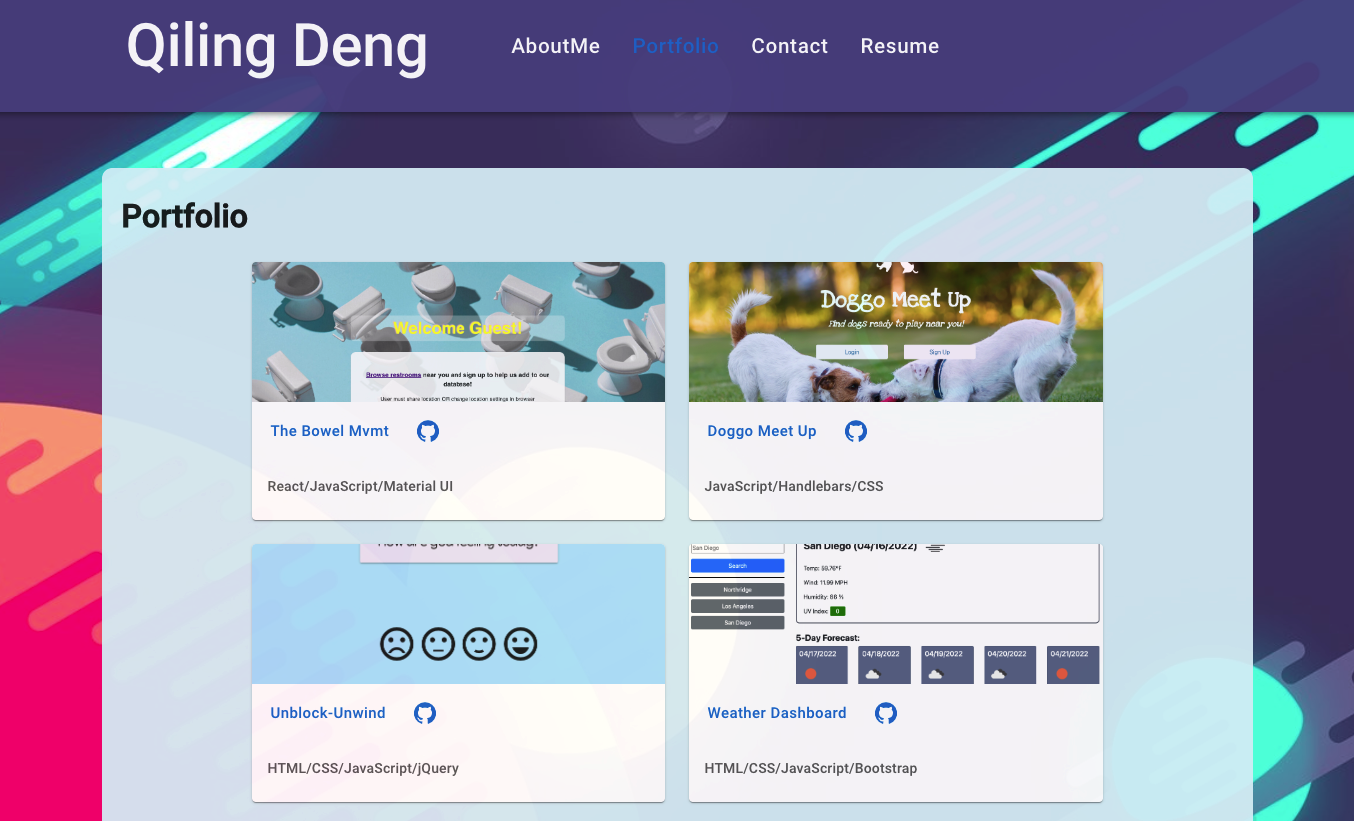 Qiling Deng
AboutMe
Portfolio
Contact
Resume
Portfolio
Welcome Guest!
Browse restrooms near you and sign up to help us add to our
database!
User must share location OR change location settings in browser
The Bowel Mvmt
React/JavaScript/Material UI
Doggo Meet Up
Find dogs ready to play near you!
Login
Sign Up
Doggo Meet Up
JavaScript/Handlebars/CSS
How are you feeling today?
Unblock-Unwind
HTML/CSS/JavaScript/jQuery
San Diego
Search
Northridge
Los Angeles
San Diego
San Diego (04/16/2022)
Temp: 59.76°F
Wind: 11.99 MPH
Humidity: 86 %
UV Index: 0
5-Day Forecast:
04/17/2022
04/18/2022
04/19/2022
04/20/2022
04/21/2022
Weather Dashboard
HTML/CSS/JavaScript/Bootstrap